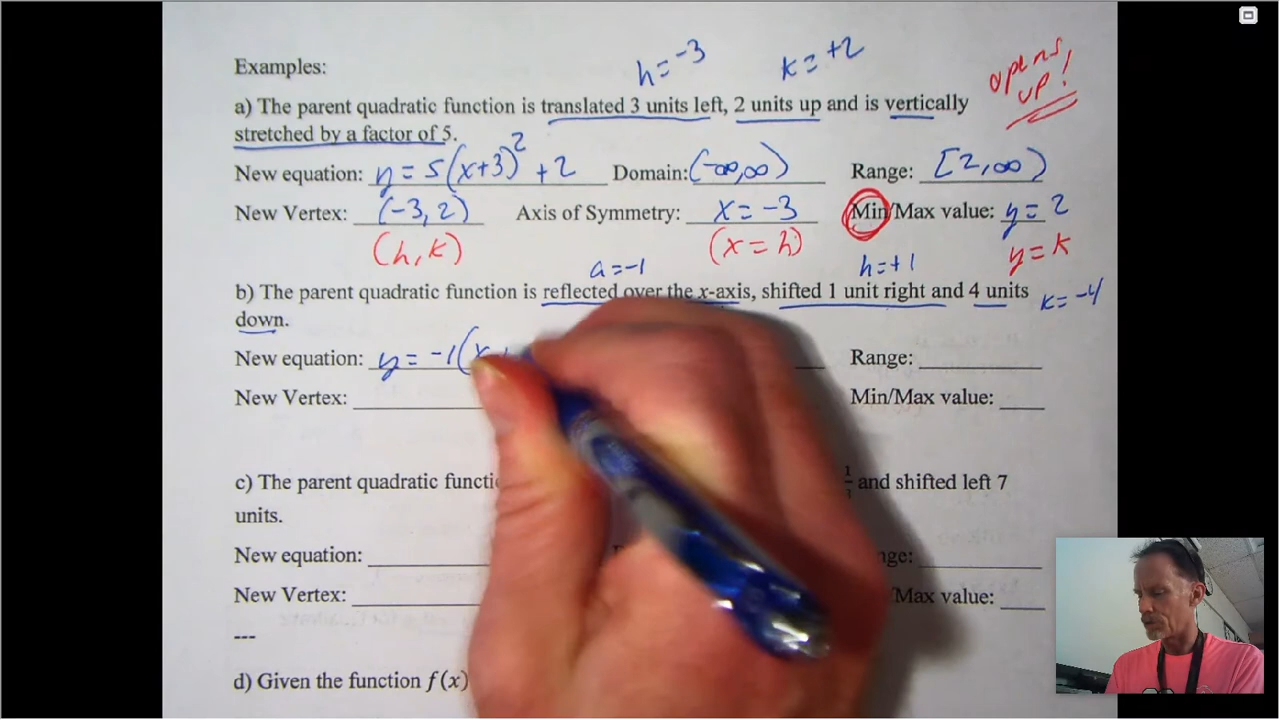 h=-3 k=+2 opens
up!
Examples:
a) The parent quadratic function is translated 3 units left, 2 units up and is vertically
stretched by a factor of 5.
New equation: y = 5(x+3)² + 2 Domain: (-∞,∞) Range: [2,∞)
New Vertex: (-3, 2) Axis of Symmetry: x = -3 Min/Max value: y = 2
(h, k) (x = h) y = k
a=-1 h=+1
b) The parent quadratic function is reflected over the x-axis, shifted 1 unit right and 4 units k=-4
down.
New equation: y = -1(x Range:
New Vertex: Min/Max value:
c) The parent quadratic functi and shifted left 7
units.
New equation: nge:
New Vertex: /Max value:
---
d) Given the function f(x)